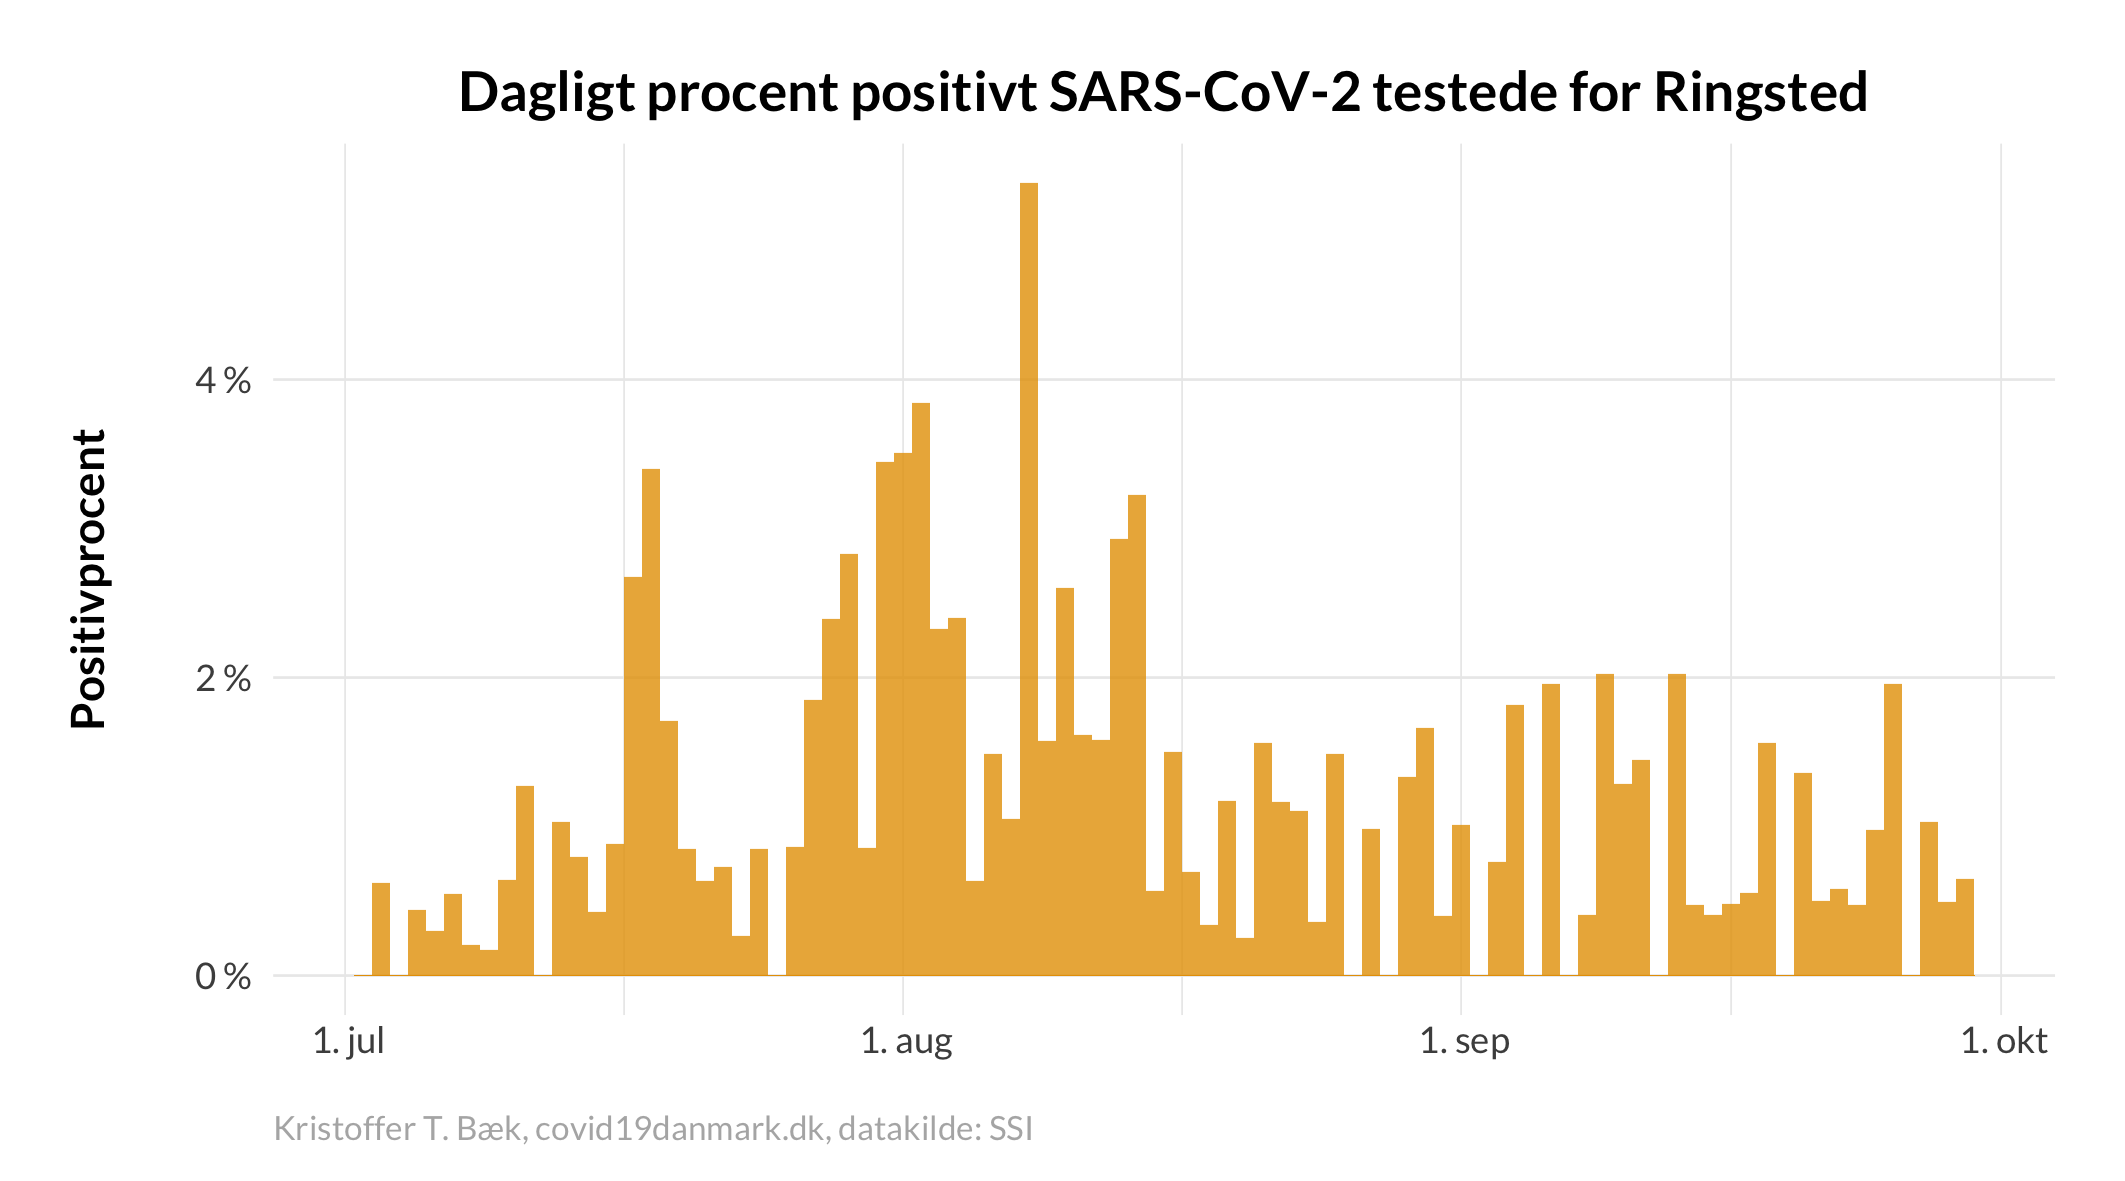 Dagligt procent positivt SARS-CoV-2 testede for Ringsted
Positivprocent
4 %
2 %
0 %
1. jul
1. aug
1. sep
1. okt
Kristoffer T. Bæk, covid19danmark.dk, datakilde: SSI